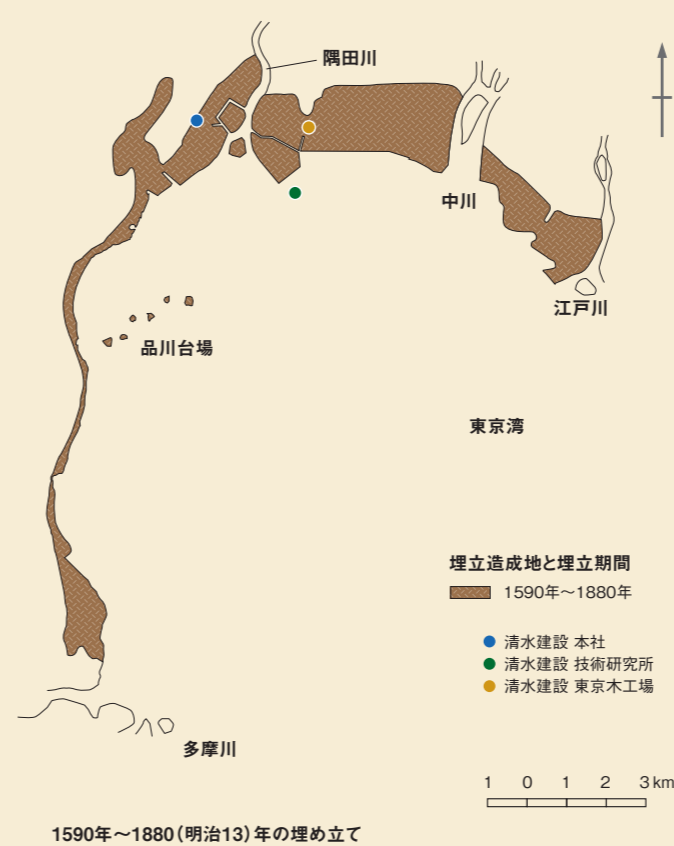 隅田川
中川
江戸川
品川台場
東京湾
埋立造成地と埋立期間
1590年〜1880年
清水建設 本社
清水建設 技術研究所
清水建設 東京木工場
多摩川
1 0 1 2 3 km
1590年〜1880(明治13)年の埋め立て